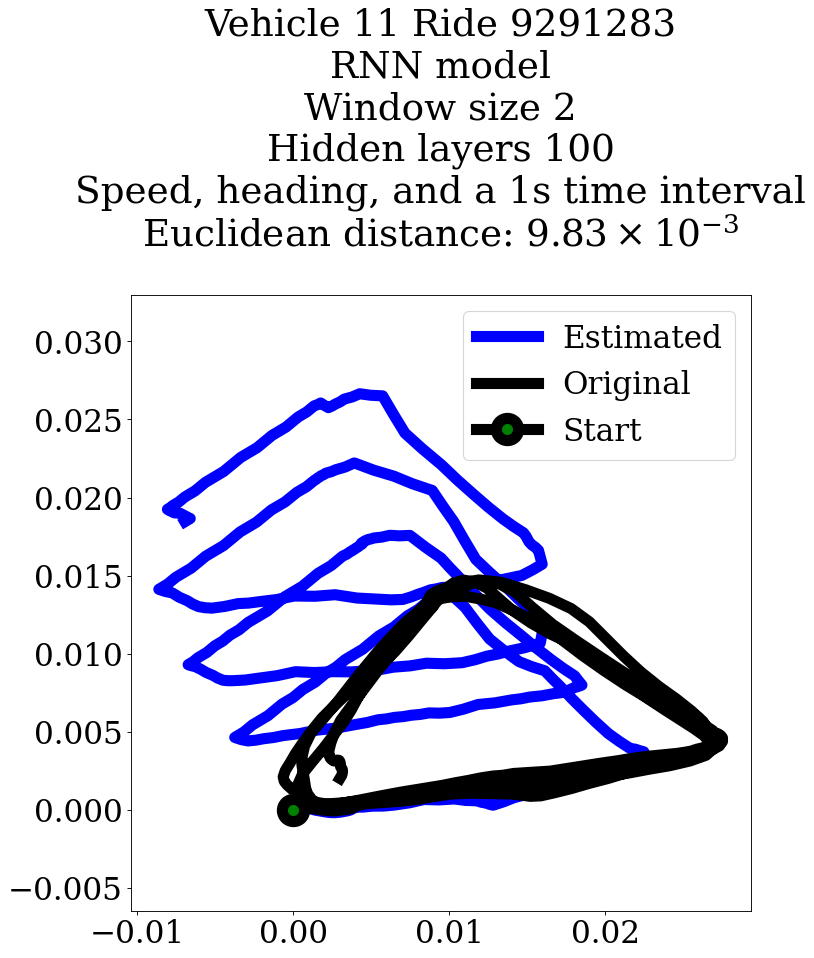 Vehicle 11 Ride 9291283
RNN model
Window size 2
Hidden layers 100
Speed, heading, and a 1s time interval
Euclidean distance: 9.83 × 10⁻³
Estimated
Original
Start
0.030
0.025
0.020
0.015
0.010
0.005
0.000
−0.005
−0.01 0.00 0.01 0.02